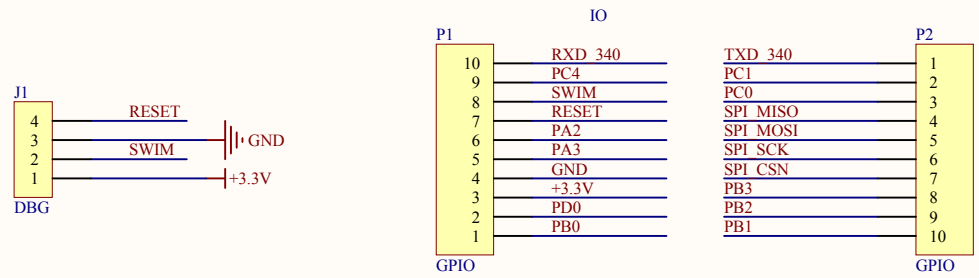 IO
J1
4 RESET
3 GND
2 SWIM
1 +3.3V
DBG
P1
10 RXD_340
9 PC4
8 SWIM
7 RESET
6 PA2
5 PA3
4 GND
3 +3.3V
2 PD0
1 PB0
GPIO
P2
TXD_340 1
PC1 2
PC0 3
SPI_MISO 4
SPI_MOSI 5
SPI_SCK 6
SPI_CSN 7
PB3 8
PB2 9
PB1 10
GPIO